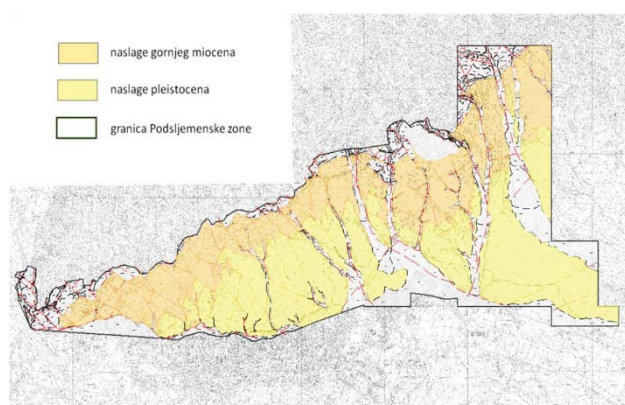 naslage gornjeg miocena
naslage pleistocena
granica Podsljemenske zone